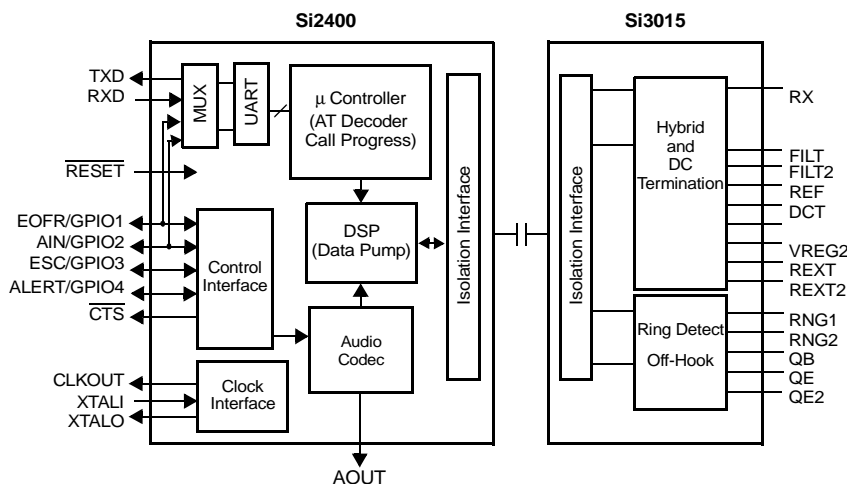 Si2400
Si3015
TXD
RXD
RESET
EOFR/GPIO1
AIN/GPIO2
ESC/GPIO3
ALERT/GPIO4
CTS
CLKOUT
XTALI
XTALO
MUX
UART
µ Controller
(AT Decoder
Call Progress)
DSP
(Data Pump)
Control
Interface
Audio
Codec
Clock
Interface
AOUT
Isolation Interface
Isolation Interface
Hybrid
and
DC
Termination
Ring Detect
Off-Hook
RX
FILT
FILT2
REF
DCT
VREG2
REXT
REXT2
RNG1
RNG2
QB
QE
QE2